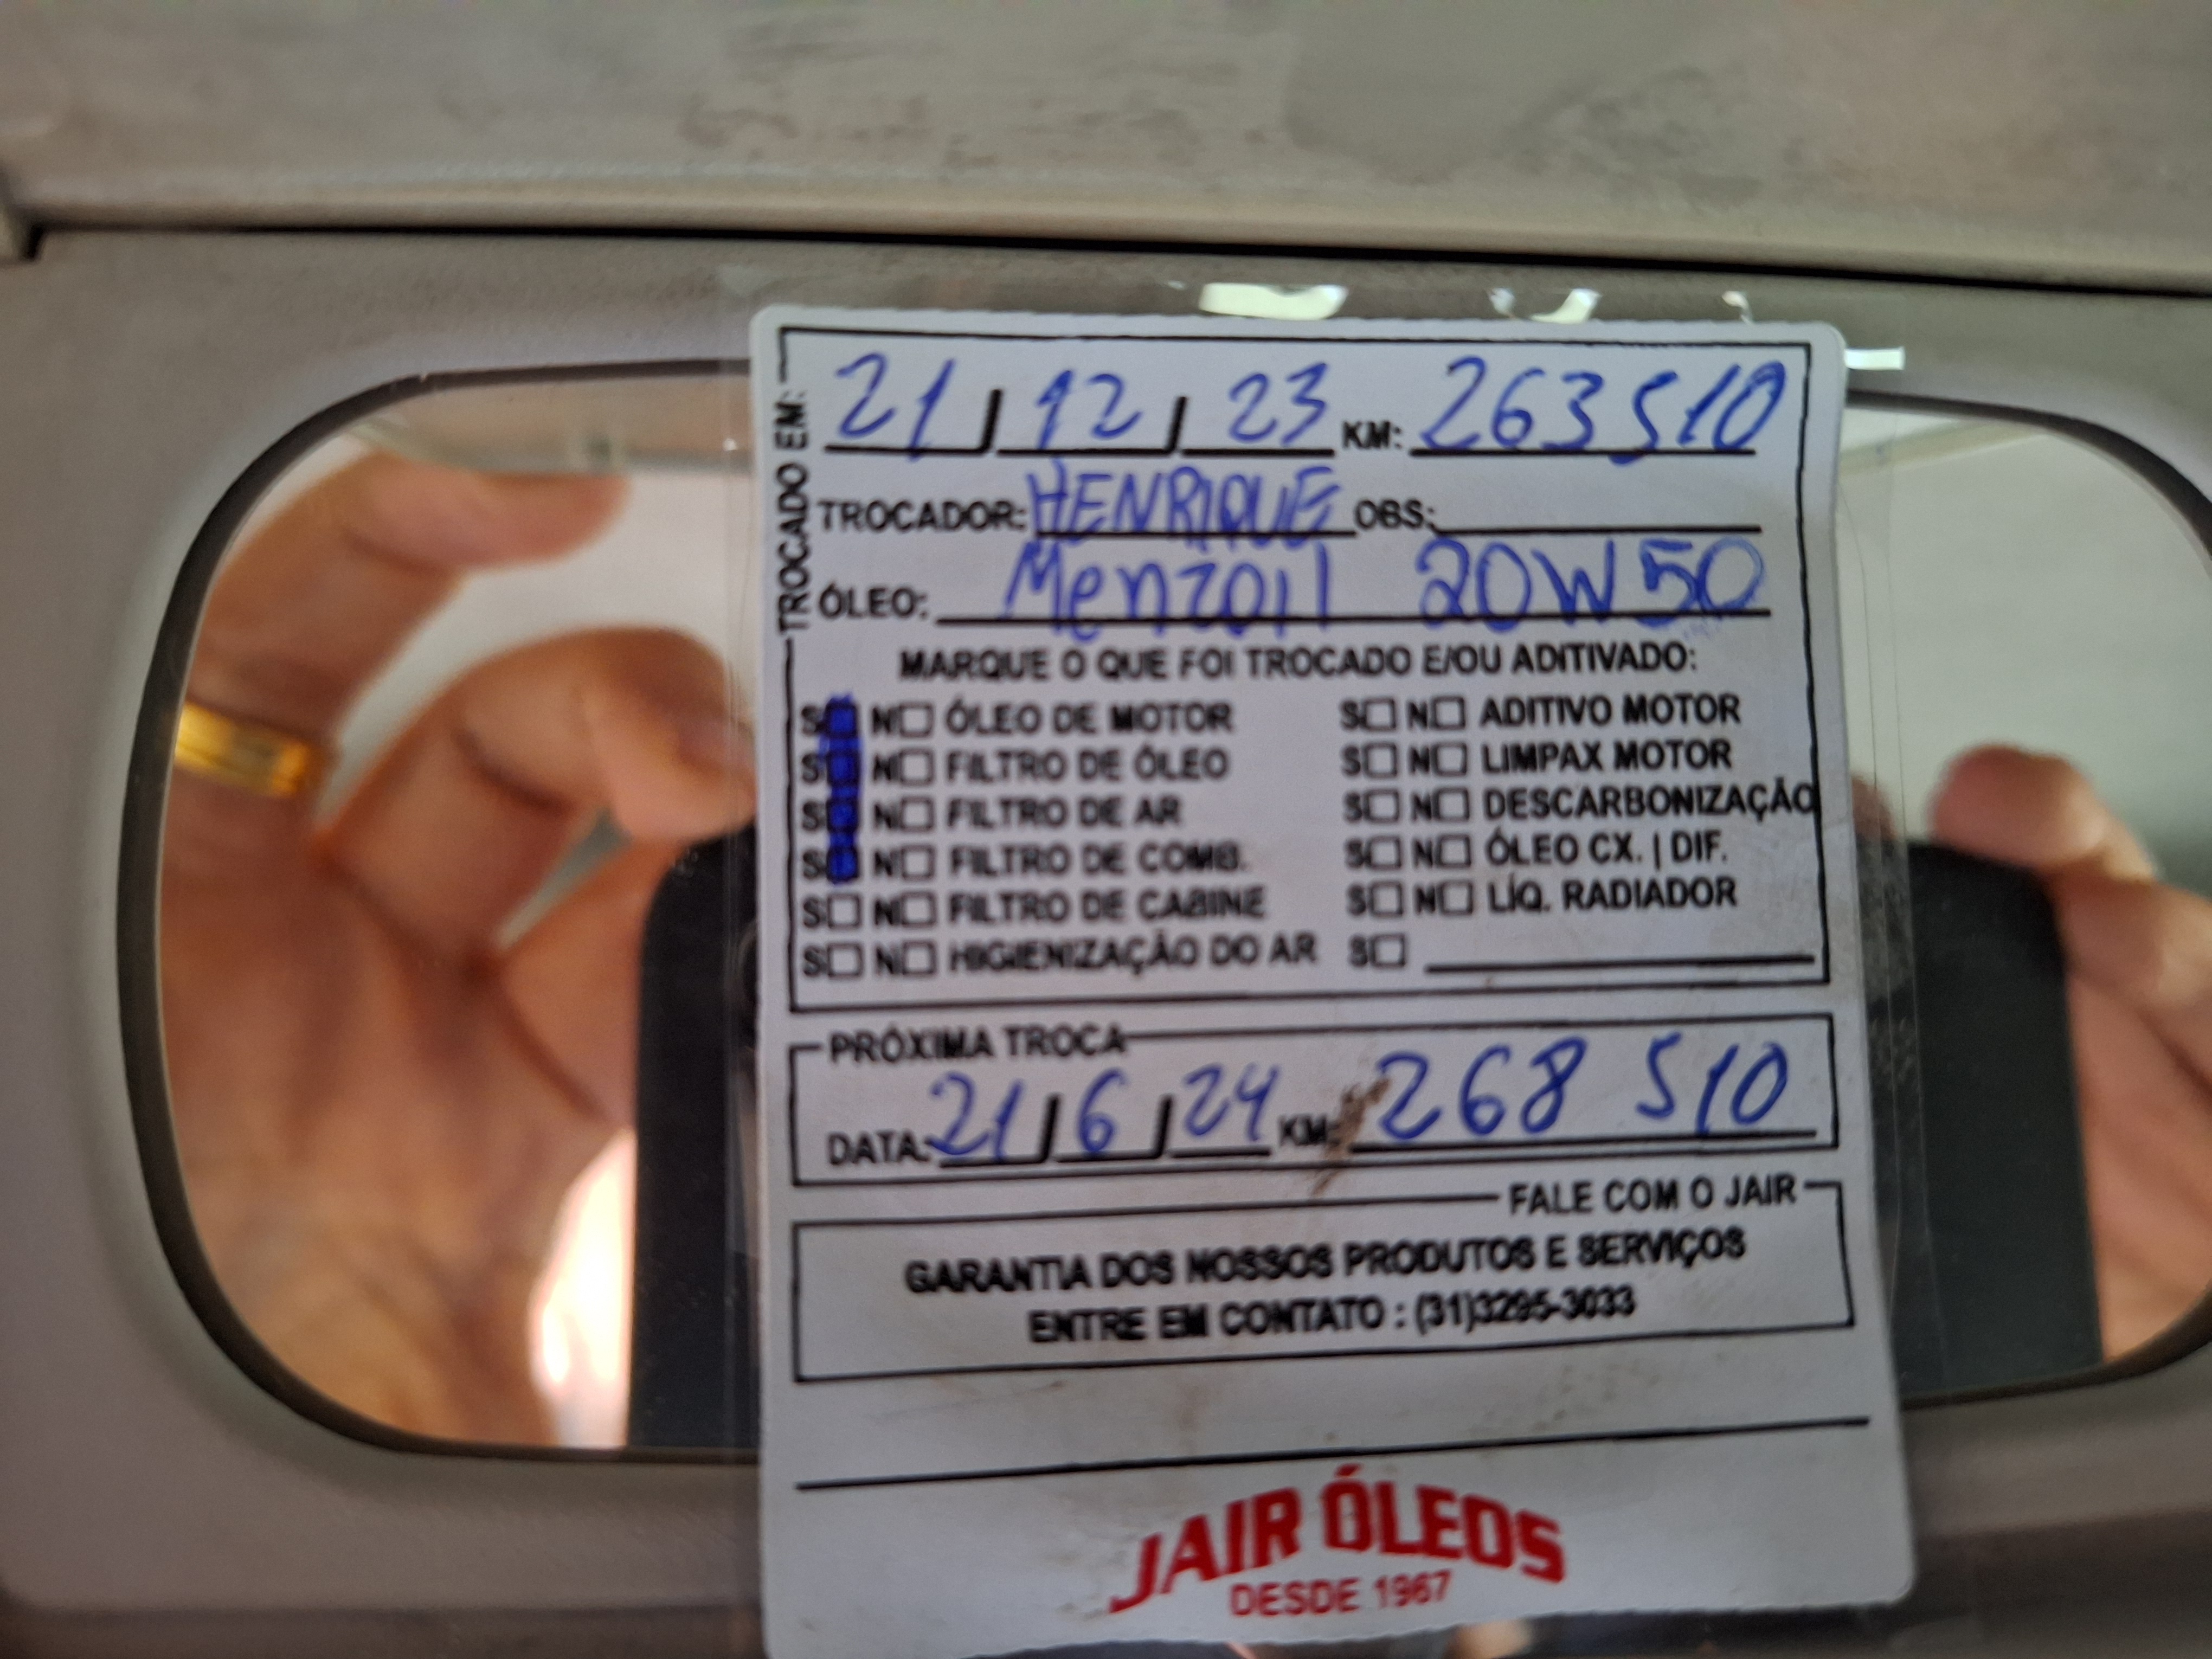 TROCADO EM: 21/12/23 KM: 263510
TROCADOR: HENRIQUE OBS:
ÓLEO: Menzoil 20W50
MARQUE O QUE FOI TROCADO E/OU ADITIVADO:
S■ N☐ ÓLEO DE MOTOR S☐ N☐ ADITIVO MOTOR
S■ N☐ FILTRO DE ÓLEO S☐ N☐ LIMPAX MOTOR
S■ N☐ FILTRO DE AR S☐ N☐ DESCARBONIZAÇÃO
S■ N☐ FILTRO DE COMB. S☐ N☐ ÓLEO CX. | DIF.
S☐ N☐ FILTRO DE CABINE S☐ N☐ LÍQ. RADIADOR
S☐ N☐ HIGIENIZAÇÃO DO AR S☐
PRÓXIMA TROCA
DATA: 21/6/24 KM: 268 510
FALE COM O JAIR
GARANTIA DOS NOSSOS PRODUTOS E SERVIÇOS
ENTRE EM CONTATO : (31)3295-3033
JAIR ÓLEOS
DESDE 1967